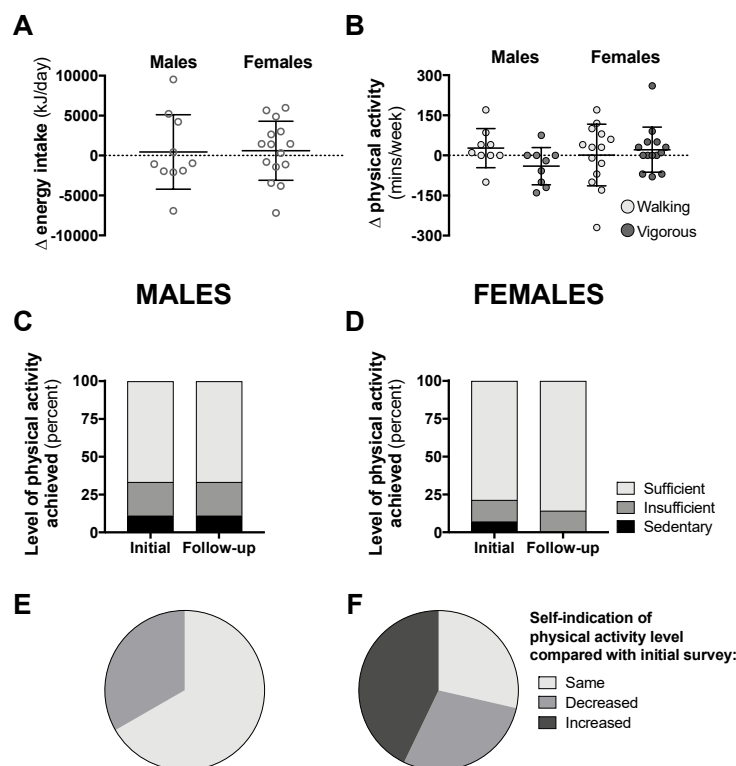 A
Males
Females
Δ energy intake (kJ/day)
10000
5000
0
-5000
-10000
B
Males
Females
Δ physical activity
(mins/week)
300
150
0
-150
-300
Walking
Vigorous
MALES
FEMALES
C
Level of physical activity
achieved (percent)
100
75
50
25
0
Initial
Follow-up
D
Level of physical activity
achieved (percent)
100
75
50
25
0
Initial
Follow-up
Sufficient
Insufficient
Sedentary
E
F
Self-indication of
physical activity level
compared with initial survey:
Same
Decreased
Increased